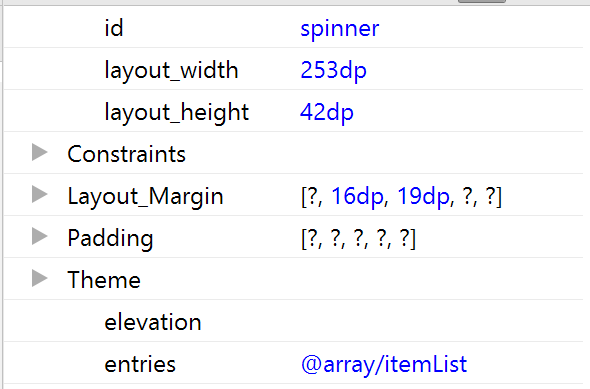 id spinner
layout_width 253dp
layout_height 42dp
Constraints
Layout_Margin [?, 16dp, 19dp, ?, ?]
Padding [?, ?, ?, ?, ?]
Theme
elevation
entries @array/itemList